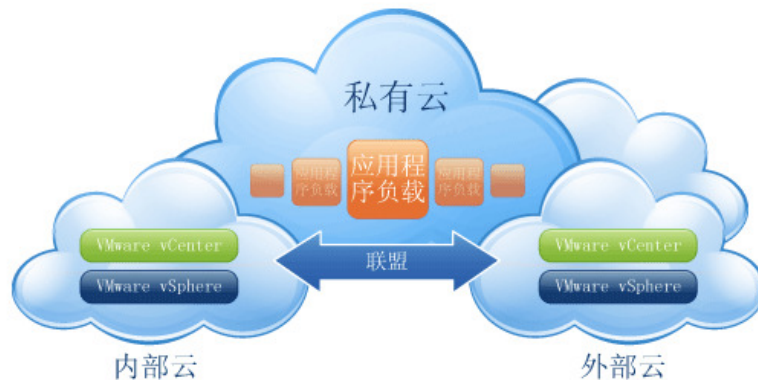 私有云
应用程
序负载
应用程
序负载
应用程
序负载
VMware vCenter
VMware vSphere
联盟
VMware vCenter
VMware vSphere
内部云
外部云